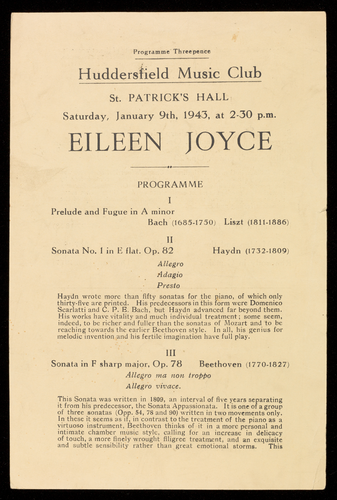 Programme Threepence
Huddersfield Music Club
St. PATRICK'S HALL
Saturday, January 9th, 1943, at 2-30 p.m.
EILEEN JOYCE
PROGRAMME
I
Prelude and Fugue in A minor
Bach (1685-1750) Liszt (1811-1886)
II
Sonata No. 1 in E flat. Op. 82 Haydn (1732-1809)
Allegro
Adagio
Presto
Haydn wrote more than fifty sonatas for the piano, of which only
thirty-five are printed. His predecessors in this form were Domenico
Scarlatti and C. P. E. Bach, but Haydn advanced far beyond them.
His works have vitality and much individual treatment; some seem,
indeed, to be richer and fuller than the sonatas of Mozart and to be
reaching towards the earlier Beethoven style. In all, his genius for
melodic invention and his fertile imagination have full play.
III
Sonata in F sharp major, Op. 78 Beethoven (1770-1827)
Allegro ma non troppo
Allegro vivace.
This Sonata was written in 1809, an interval of five years separating
it from his predecessor, the Sonata Appassionata. It is one of a group
of three sonatas (Opp. 54, 78 and 90) written in two movements only.
In these it seems as if, in contrast to the treatment of the piano as a
virtuoso instrument, Beethoven thinks of it in a more personal and
intimate chamber music style, calling for an increase in delicacy
of touch, a more finely wrought filigree treatment, and an exquisite
and subtle sensibility rather than great emotional storms. This